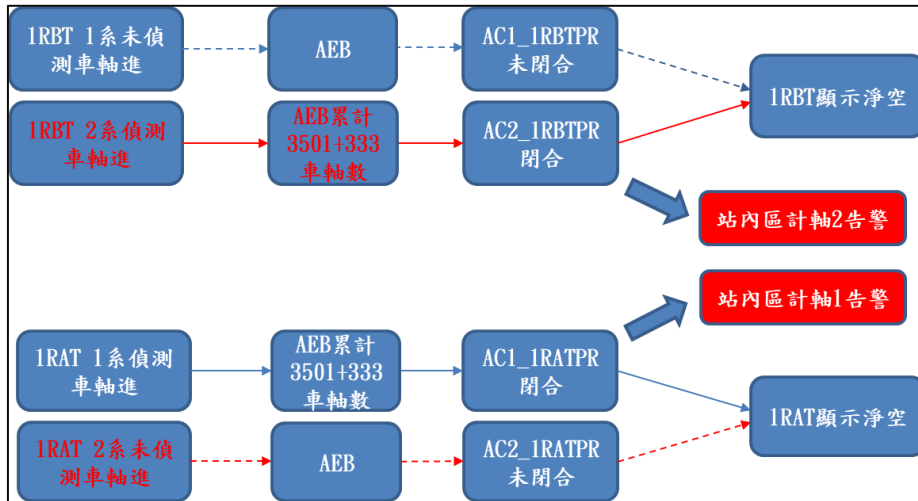 1RBT 1系未偵
測車軸進
AEB
AC1_1RBTPR
未閉合
1RBT顯示淨空
1RBT 2系偵測
車軸進
AEB累計
3501+333
車軸數
AC2_1RBTPR
閉合
站內區計軸2告警
站內區計軸1告警
1RAT 1系偵測
車軸進
AEB累計
3501+333
車軸數
AC1_1RATPR
閉合
1RAT顯示淨空
1RAT 2系未偵
測車軸進
AEB
AC2_1RATPR
未閉合